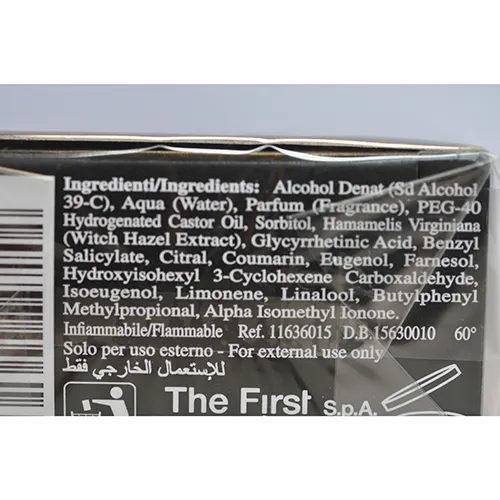 Ingredienti/Ingredients: Alcohol Denat (Sd Alcohol
39-C), Aqua (Water), Parfum (Fragrance), PEG-40
Hydrogenated Castor Oil, Sorbitol, Hamamelis Virginiana
(Witch Hazel Extract), Glycyrrhetinic Acid, Benzyl
Salicylate, Citral, Coumarin, Eugenol, Farnesol,
Hydroxyisohexyl 3-Cyclohexene Carboxaldehyde,
Isoeugenol, Limonene, Linalool, Butylphenyl
Methylpropional, Alpha Isomethyl Ionone.
Infiammabile/Flammable Ref. 11636015 D.B.15630010 60°
Solo per uso esterno - For external use only
للإستعمال الخارجي فقط
The First S.p.A.